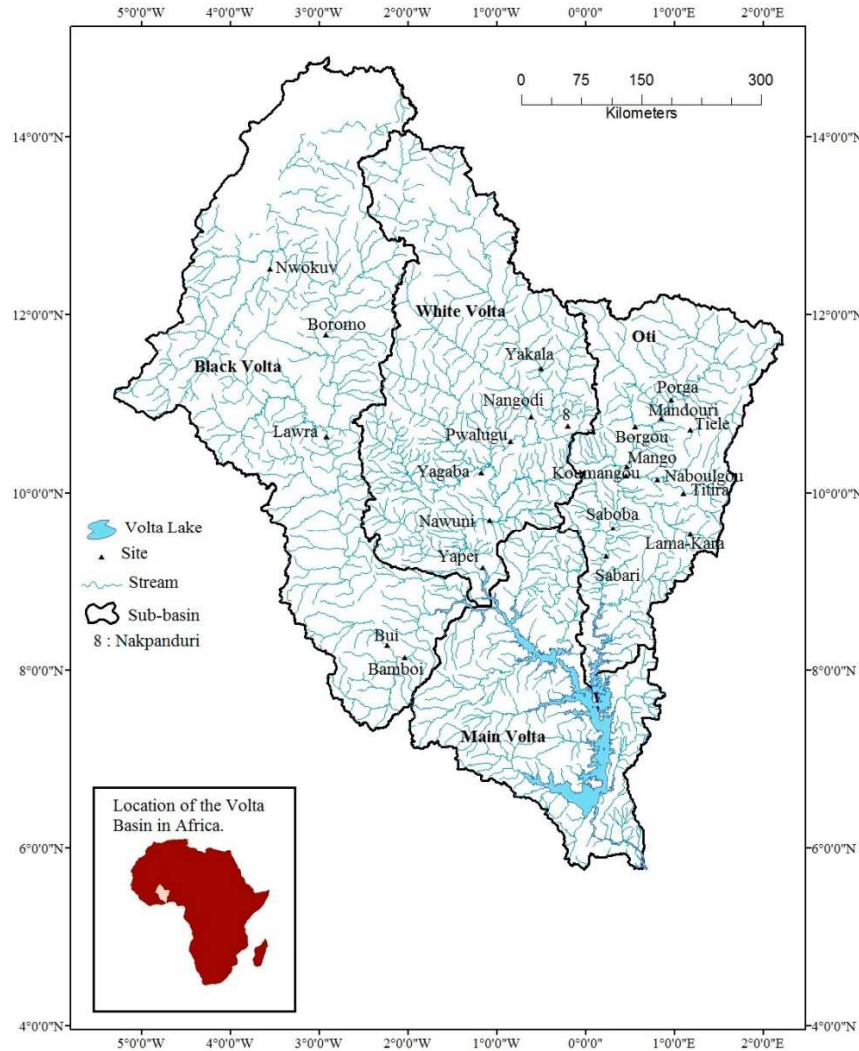 5°0'0"W 4°0'0"W 3°0'0"W 2°0'0"W 1°0'0"W 0°0'0" 1°0'0"E 2°0'0"E
0 75 150 300
Kilometers
14°0'0"N 14°0'0"N
Nwokuv
12°0'0"N 12°0'0"N
White Volta
Boromo
Oti
Yakala
Black Volta
Porga
Nangodi
8
Mandouri
Tiele
Lawra
Pwalugu
Borgou
Mango
Yagaba
Koumangou
Naboulgou
10°0'0"N 10°0'0"N
Titira
Saboba
Nawuni
Volta Lake
Lama-Kara
Site
Yapei
Sabari
Stream
Sub-basin
8 : Nakpanduri
Bui
8°0'0"N 8°0'0"N
Bamboi
Main Volta
Location of the Volta
Basin in Africa.
6°0'0"N 6°0'0"N
4°0'0"N 4°0'0"N
5°0'0"W 4°0'0"W 3°0'0"W 2°0'0"W 1°0'0"W 0°0'0" 1°0'0"E 2°0'0"E